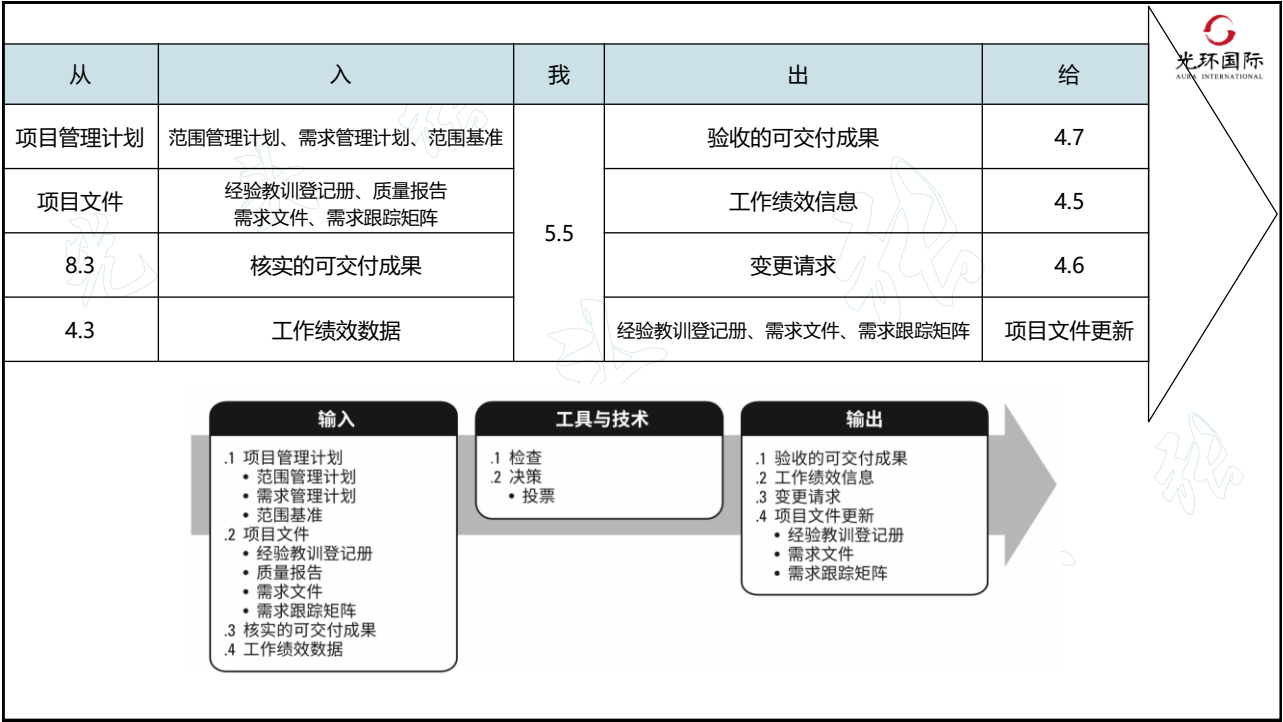 光环国际
AURA INTERNATIONAL
从 入 我 出 给
项目管理计划 范围管理计划、需求管理计划、范围基准 验收的可交付成果 4.7
项目文件 经验教训登记册、质量报告
需求文件、需求跟踪矩阵 工作绩效信息 4.5
5.5
8.3 核实的可交付成果 变更请求 4.6
4.3 工作绩效数据 经验教训登记册、需求文件、需求跟踪矩阵 项目文件更新
输入
.1 项目管理计划
• 范围管理计划
• 需求管理计划
• 范围基准
.2 项目文件
• 经验教训登记册
• 质量报告
• 需求文件
• 需求跟踪矩阵
.3 核实的可交付成果
.4 工作绩效数据
工具与技术
.1 检查
.2 决策
• 投票
输出
.1 验收的可交付成果
.2 工作绩效信息
.3 变更请求
.4 项目文件更新
• 经验教训登记册
• 需求文件
• 需求跟踪矩阵